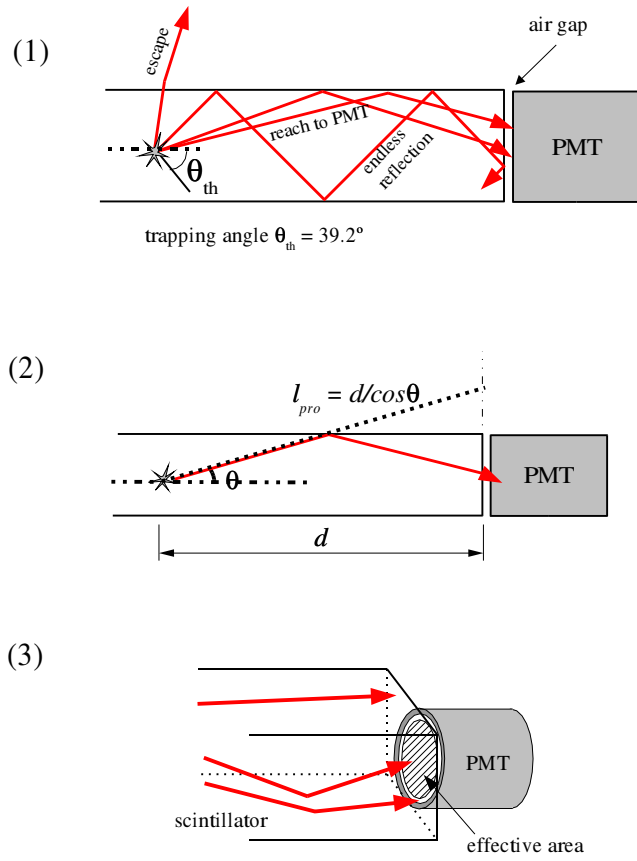 (1)
air gap
escape
reach to PMT
endless
reflection
PMT
θth
trapping angle θth = 39.2º
(2)
lpro = d/cosθ
θ
PMT
d
(3)
PMT
scintillator
effective area